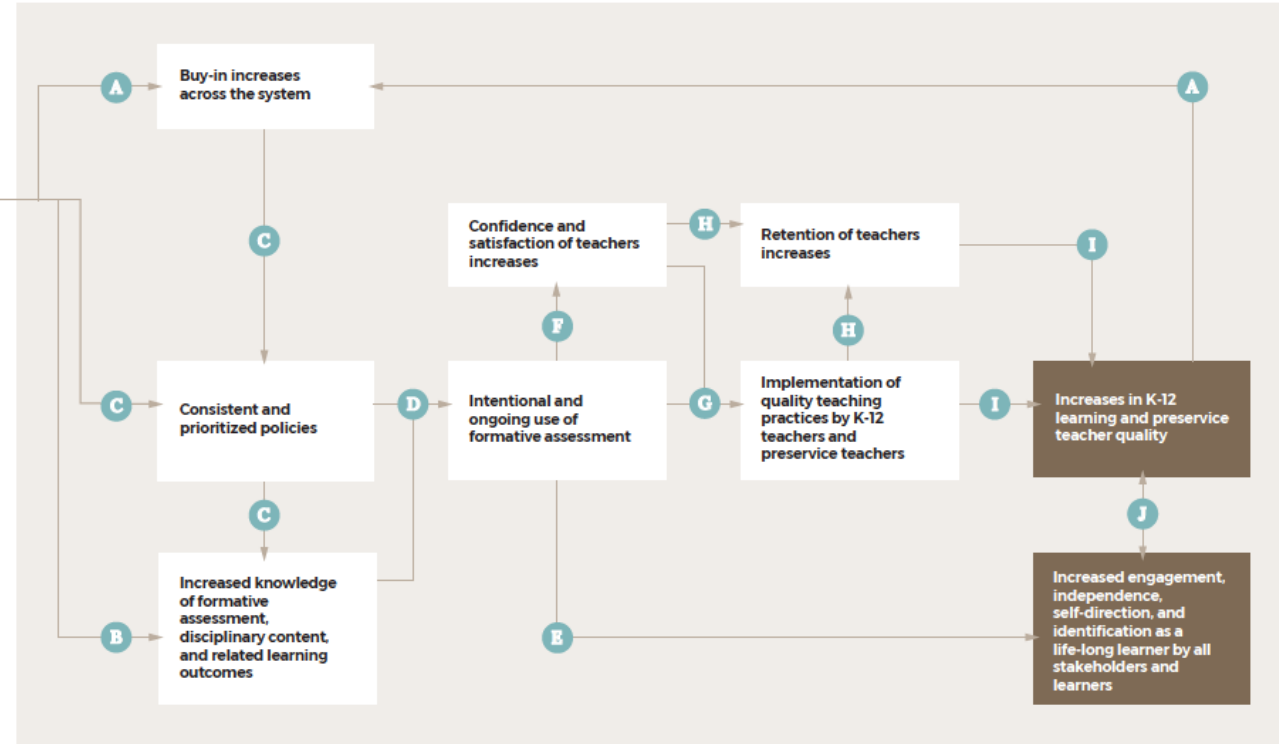 A
Buy-in increases
across the system
A
C
Confidence and
satisfaction of teachers
increases
H
Retention of teachers
increases
I
F
H
C
Consistent and
prioritized policies
D
Intentional and
ongoing use of
formative assessment
G
Implementation of
quality teaching
practices by K-12
teachers and
preservice teachers
I
Increases in K-12
learning and preservice
teacher quality
C
J
B
Increased knowledge
of formative
assessment,
disciplinary content,
and related learning
outcomes
E
Increased engagement,
independence,
self-direction, and
identification as a
life-long learner by all
stakeholders and
learners